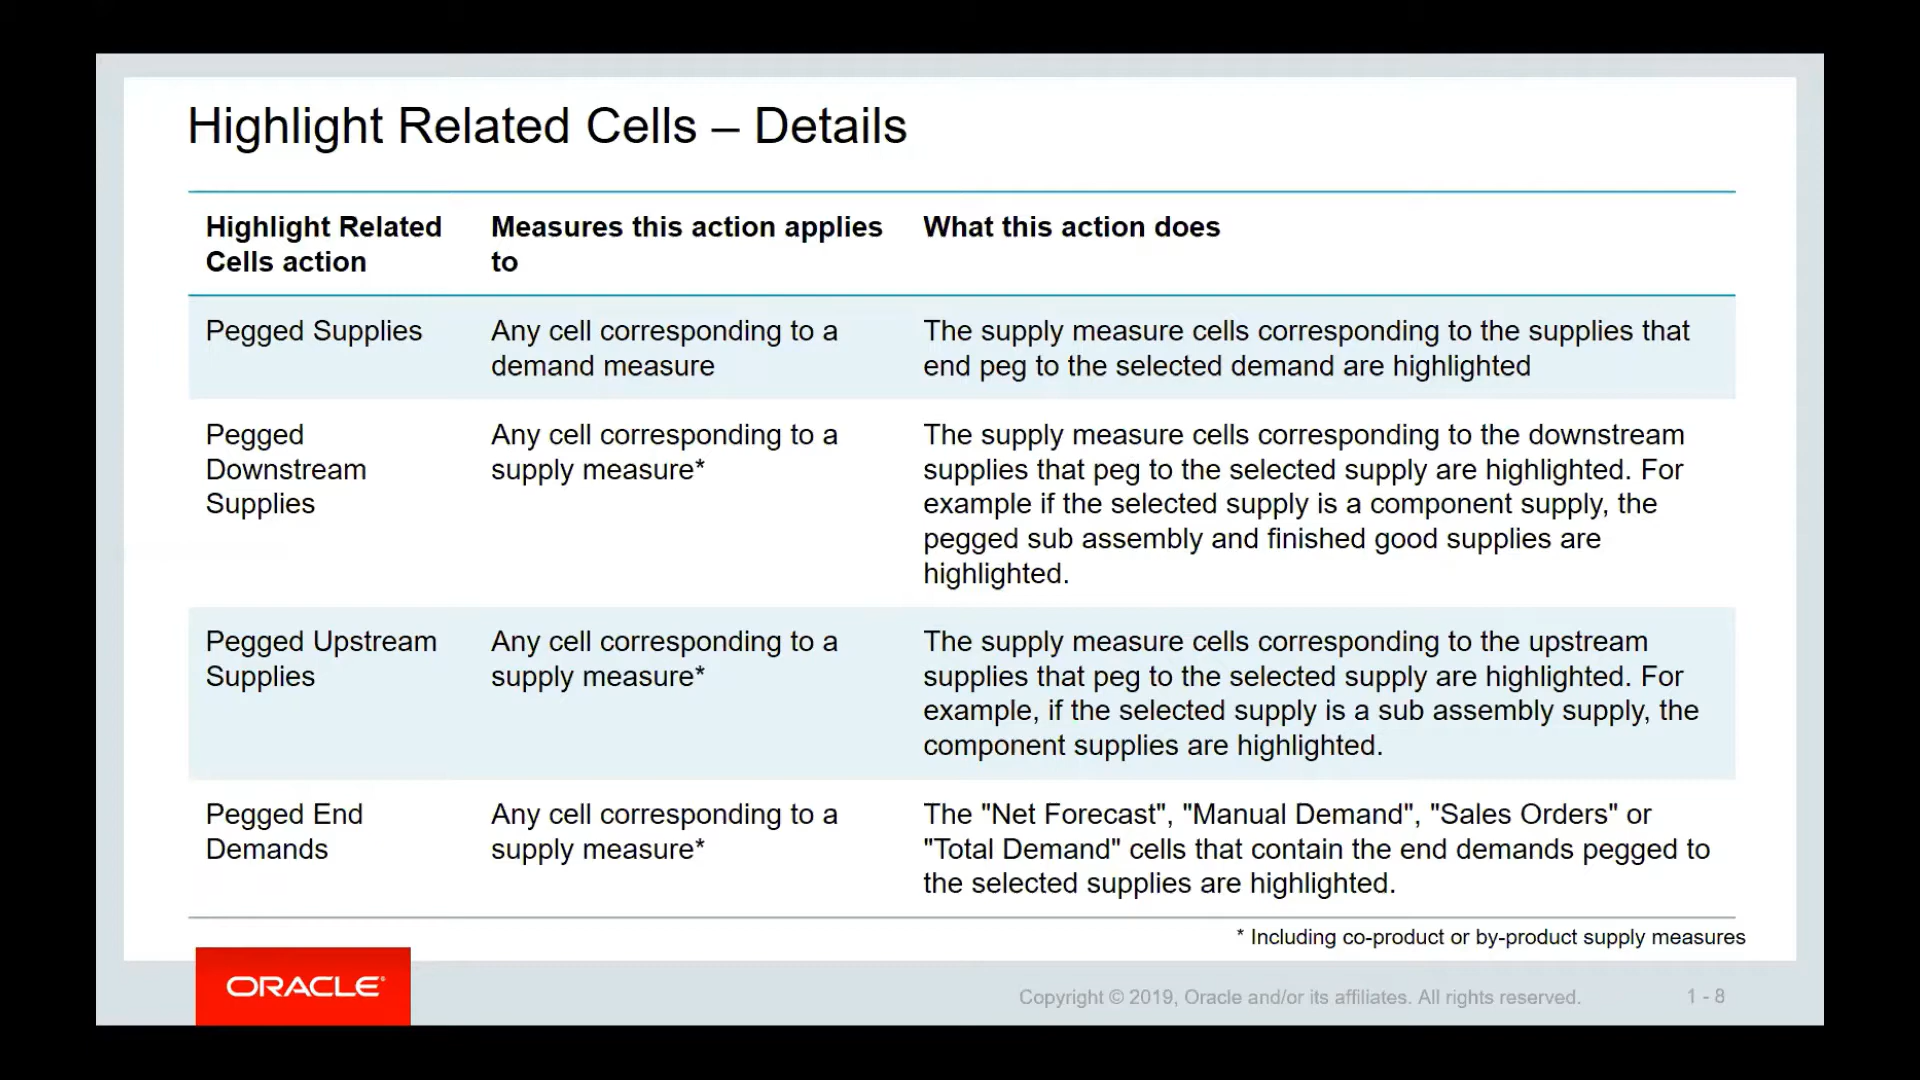 Highlight Related Cells – Details
Highlight Related
Cells action
Measures this action applies
to
What this action does
Pegged Supplies
Any cell corresponding to a
demand measure
The supply measure cells corresponding to the supplies that
end peg to the selected demand are highlighted
Pegged
Downstream
Supplies
Any cell corresponding to a
supply measure*
The supply measure cells corresponding to the downstream
supplies that peg to the selected supply are highlighted. For
example if the selected supply is a component supply, the
pegged sub assembly and finished good supplies are
highlighted.
Pegged Upstream
Supplies
Any cell corresponding to a
supply measure*
The supply measure cells corresponding to the upstream
supplies that peg to the selected supply are highlighted. For
example, if the selected supply is a sub assembly supply, the
component supplies are highlighted.
Pegged End
Demands
Any cell corresponding to a
supply measure*
The "Net Forecast", "Manual Demand", "Sales Orders" or
"Total Demand" cells that contain the end demands pegged to
the selected supplies are highlighted.
* Including co-product or by-product supply measures
ORACLE®
Copyright © 2019, Oracle and/or its affiliates. All rights reserved.
1 - 8